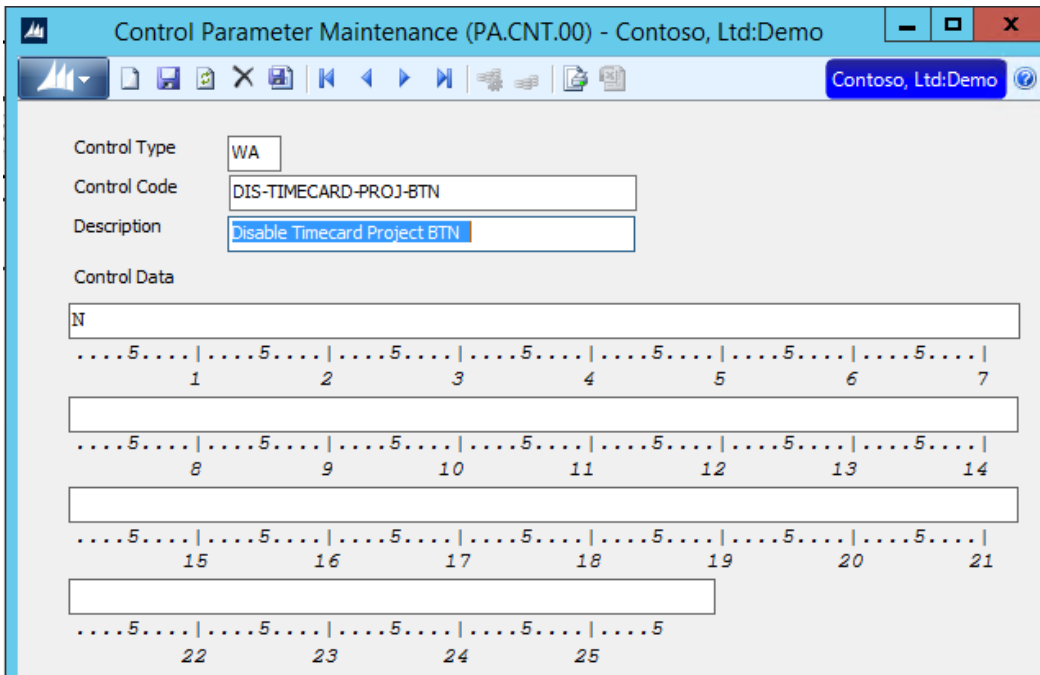 Control Parameter Maintenance (PA.CNT.00) - Contoso, Ltd:Demo
Contoso, Ltd:Demo
Control Type WA
Control Code DIS-TIMECARD-PROJ-BTN
Description Disable Timecard Project BTN
Control Data
N
....5....|....5....|....5....|....5....|....5....|....5....|....5....|
1 2 3 4 5 6 7
....5....|....5....|....5....|....5....|....5....|....5....|....5....|
8 9 10 11 12 13 14
....5....|....5....|....5....|....5....|....5....|....5....|....5....|
15 16 17 18 19 20 21
....5....|....5....|....5....|....5....|....5
22 23 24 25